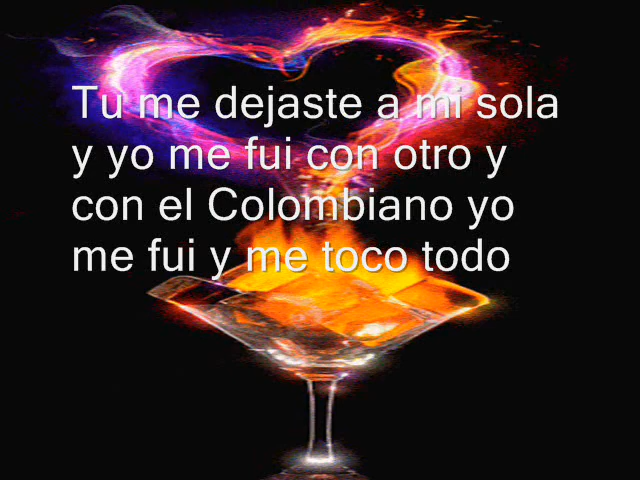 Tu me dejaste a mi sola
y yo me fui con otro y
con el Colombiano yo
me fui y me toco todo